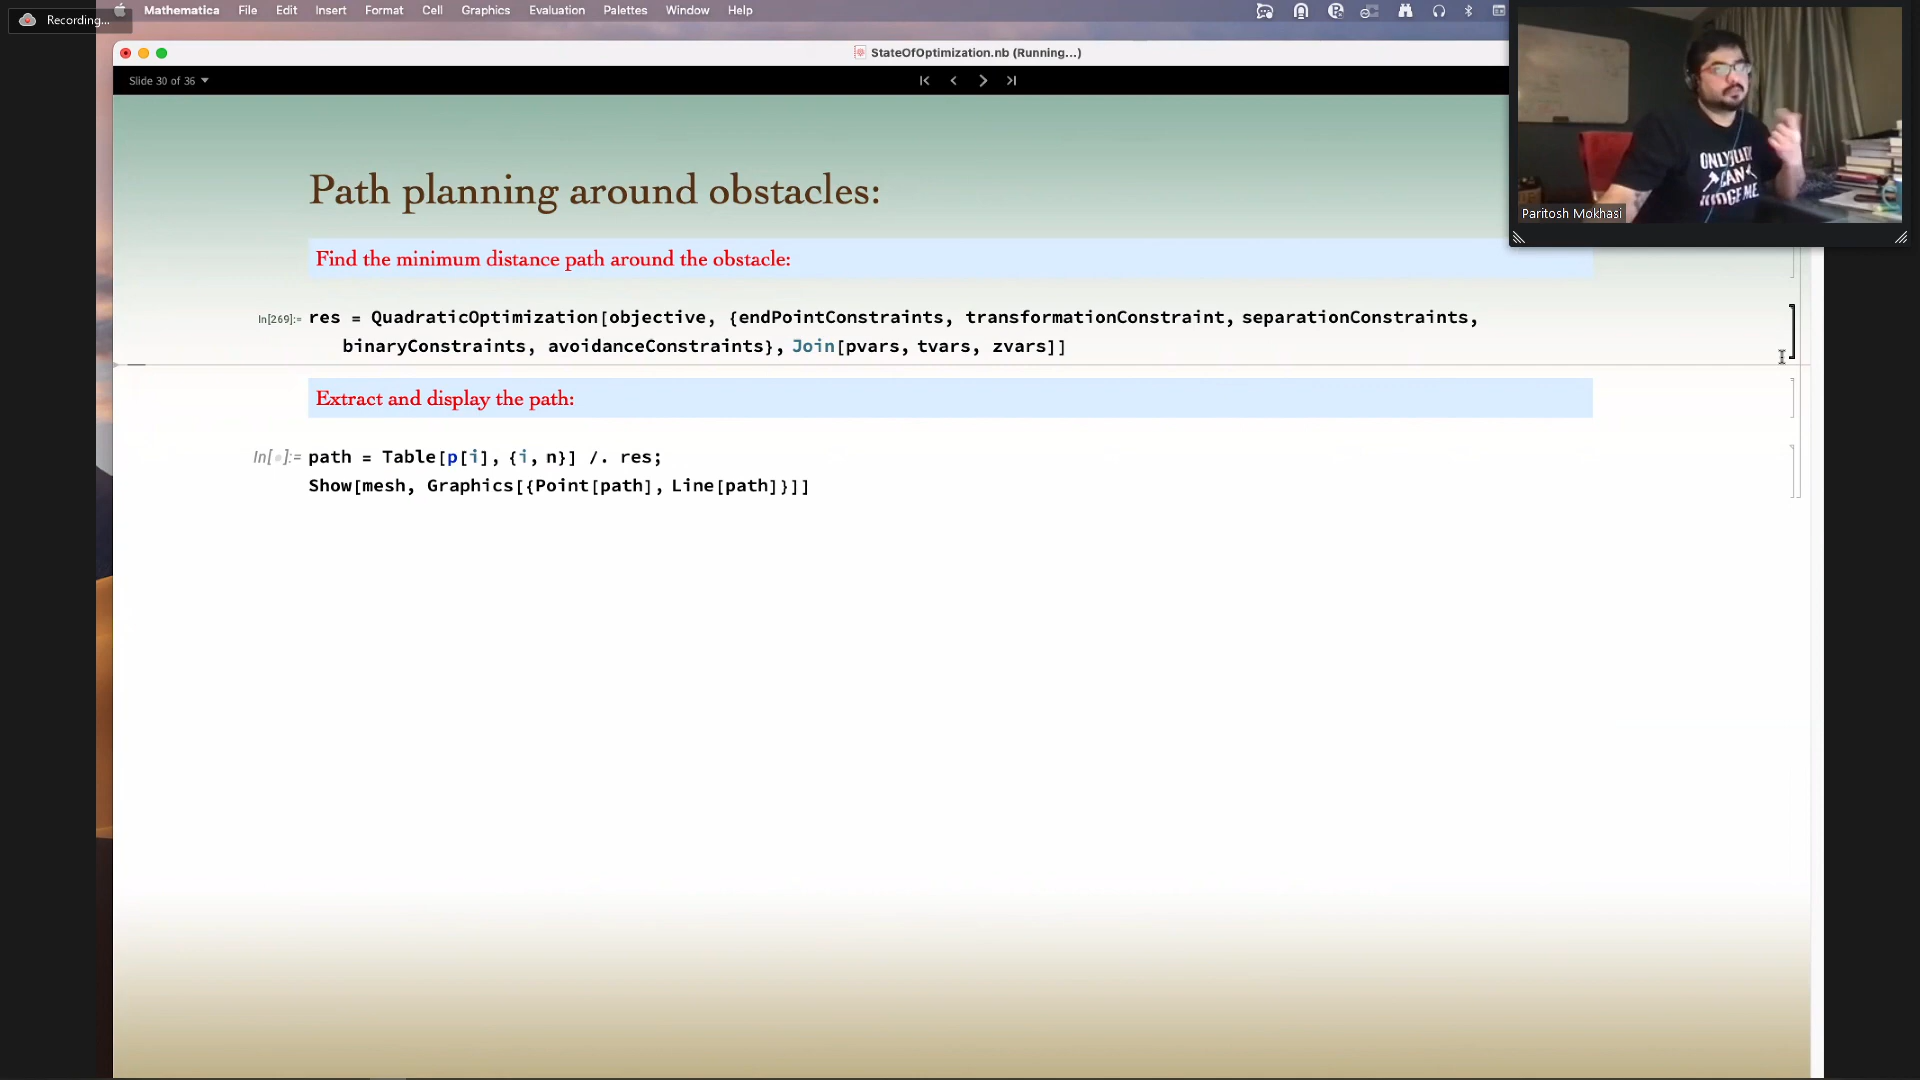 Recording...
Mathematica File Edit Insert Format Cell Graphics Evaluation Palettes Window Help
StateOfOptimization.nb (Running...)
Slide 30 of 36
Path planning around obstacles:
Find the minimum distance path around the obstacle:
In[269]:= res = QuadraticOptimization[objective, {endPointConstraints, transformationConstraint, separationConstraints,
binaryConstraints, avoidanceConstraints}, Join[pvars, tvars, zvars]]
Extract and display the path:
In[•]:= path = Table[p[i], {i, n}] /. res;
Show[mesh, Graphics[{Point[path], Line[path]}]]
CAN
Paritosh Mokhasi